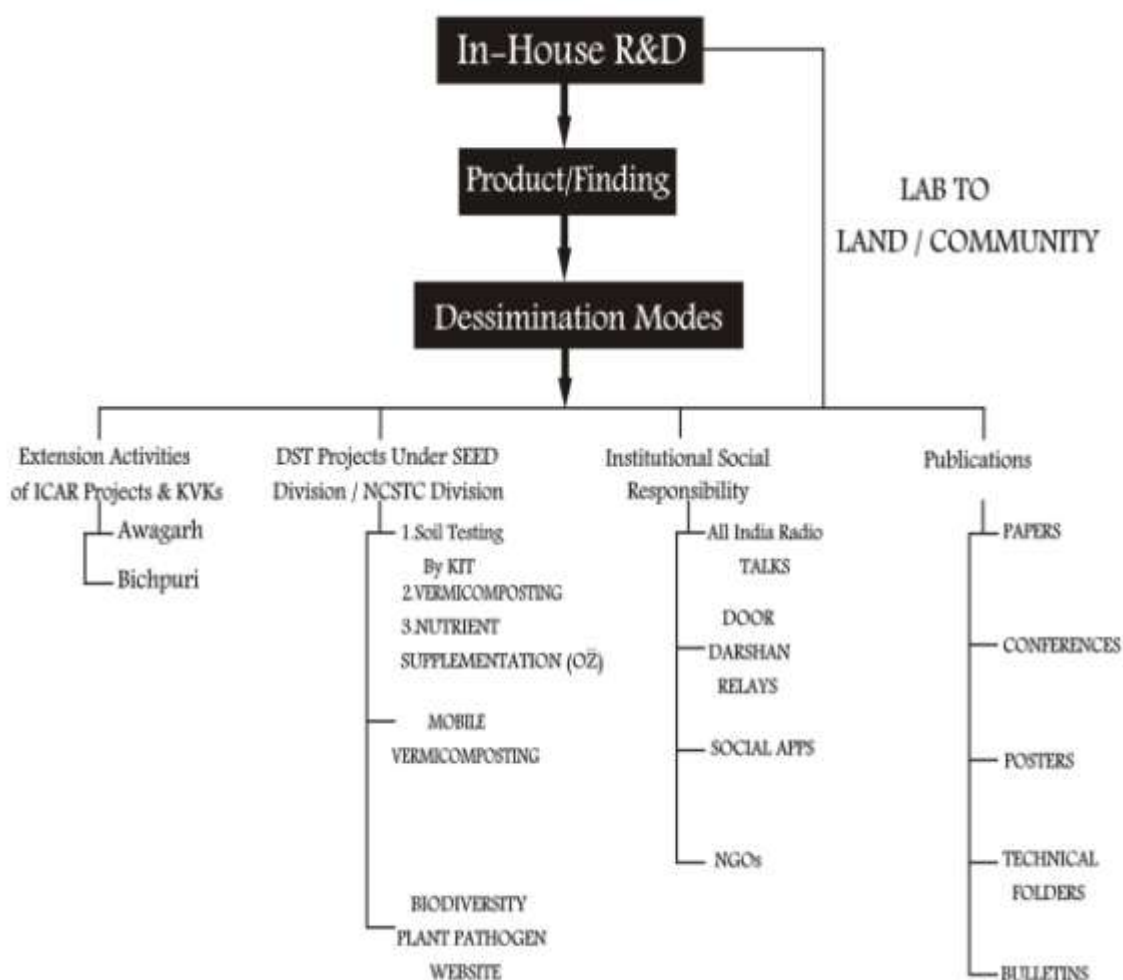 In-House R&D
Product/Finding
LAB TO
LAND / COMMUNITY
Dessimination Modes
Extension Activities
of ICAR Projects & KVKs
Awagarh
Bichpuri
DST Projects Under SEED
Division / NCSTC Division
1.Soil Testing
By KIT
2.VERMICOMPOSTING
3.NUTRIENT
SUPPLEMENTATION (OZ̈)
MOBILE
VERMICOMPOSTING
BIODIVERSITY
PLANT PATHOGEN
WEBSITE
Institutional Social
Responsibility
All India Radio
TALKS
DOOR
DARSHAN
RELAYS
SOCIAL APPS
NGOs
Publications
PAPERS
CONFERENCES
POSTERS
TECHNICAL
FOLDERS
BULLETINS